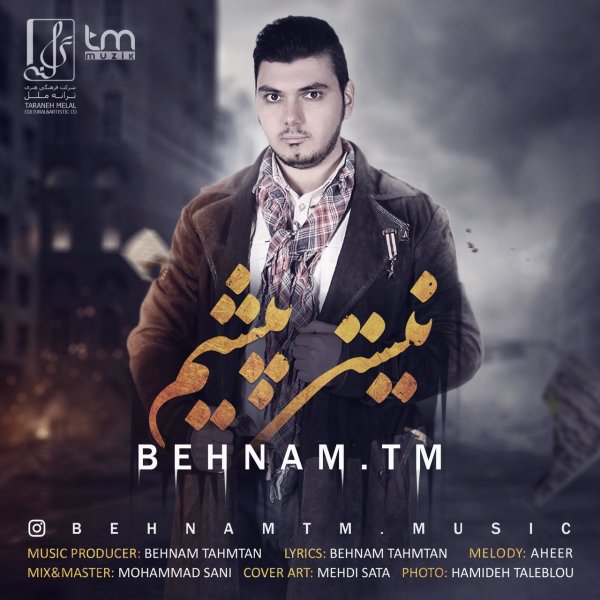 tm
muzik
شرکت فرهنگی هنری
ترانه ملل
TARANEH MELAL
CULTURAL&ARTISTIC CO
نیستی پیشیم
BEHNAM.TM
BEHNAMTM.MUSIC
MUSIC PRODUCER: BEHNAM TAHMTAN LYRICS: BEHNAM TAHMTAN MELODY: AHEER
MIX&MASTER: MOHAMMAD SANI COVER ART: MEHDI SATA PHOTO: HAMIDEH TALEBLOU